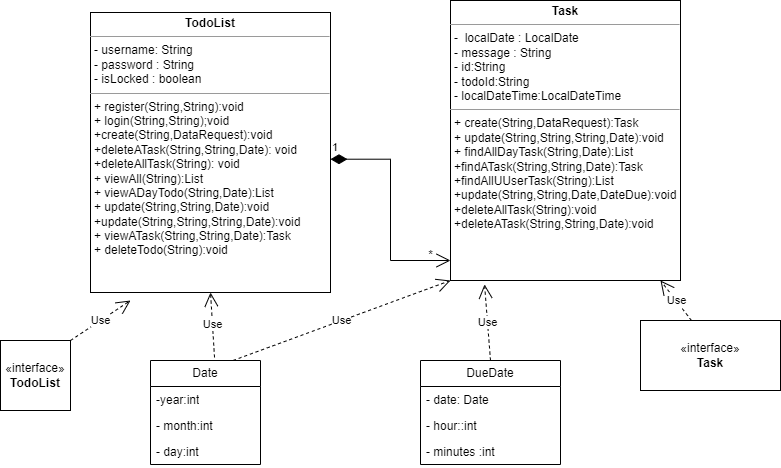 TodoList
- username: String
- password : String
- isLocked : boolean
+ register(String,String):void
+ login(String,String);void
+create(String,DataRequest):void
+deleteATask(String,String,Date): void
+deleteAllTask(String): void
+ viewAll(String):List
+ viewADayTodo(String,Date):List
+ update(String,String,Date):void
+update(String,String,String,Date):void
+ viewATask(String,String,Date):Task
+ deleteTodo(String):void
1
*
Task
- localDate : LocalDate
- message : String
- id:String
- todoId:String
- localDateTime:LocalDateTime
+ create(String,DataRequest):Task
+ update(String,String,String,Date):void
+ findAllDayTask(String,Date):List
+findATask(String,String,Date):Task
+findAllUUserTask(String):List
+update(String,String,Date,DateDue):void
+deleteAllTask(String):void
+deleteATask(String,String,Date):void
Use
Use
Use
Use
Use
«interface»
TodoList
Date
-year:int
- month:int
- day:int
DueDate
- date: Date
- hour::int
- minutes :int
«interface»
Task